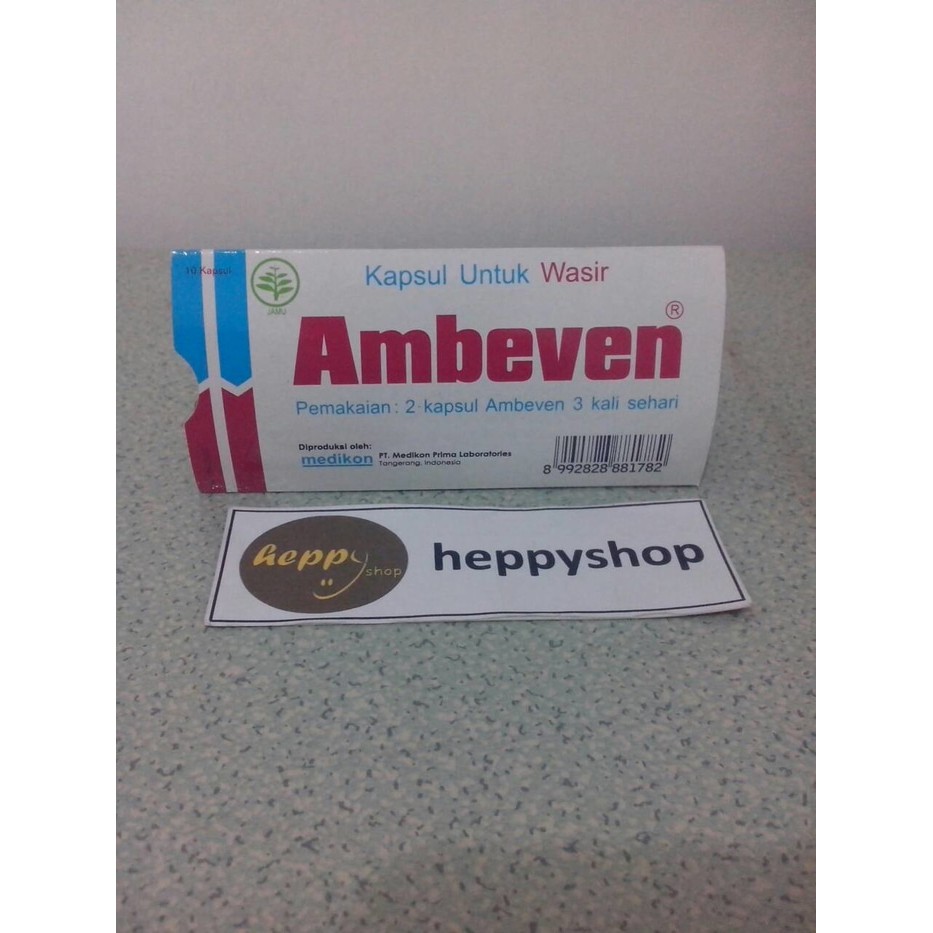 10 Kapsul
JAMU
Kapsul Untuk Wasir
Ambeven®
Pemakaian: 2 kapsul Ambeven 3 kali sehari
Diproduksi oleh:
medikon PT. Medikon Prima Laboratories
Tangerang, Indonesia
8 992828 881782
heppy shop
heppyshop